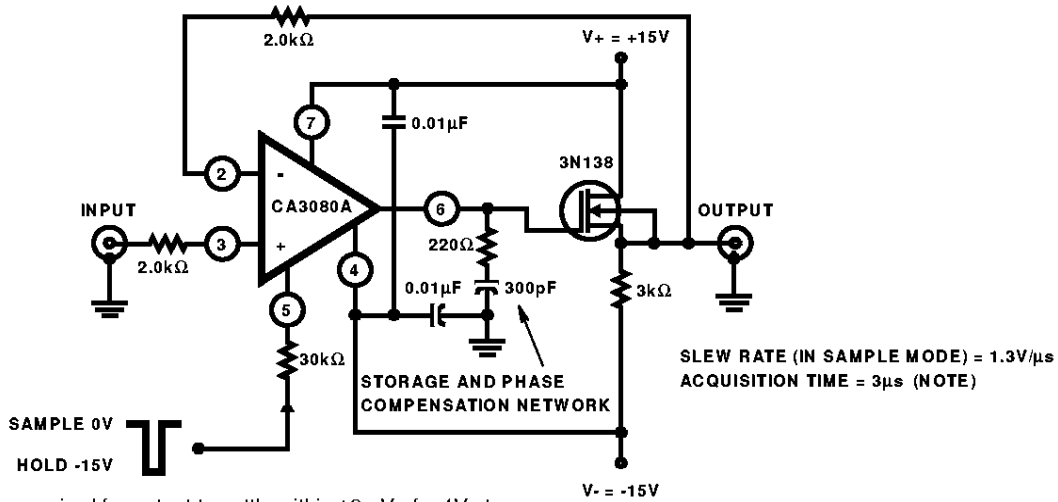 2.0kΩ
V+ = +15V
7
0.01µF
3N138
2
-
CA3080A
6
INPUT
OUTPUT
3
+
220Ω
2.0kΩ
4
0.01µF
300pF
3kΩ
5
30kΩ
SLEW RATE (IN SAMPLE MODE) = 1.3V/µs
ACQUISITION TIME = 3µs (NOTE)
STORAGE AND PHASE
COMPENSATION NETWORK
SAMPLE 0V
HOLD -15V
V- = -15V